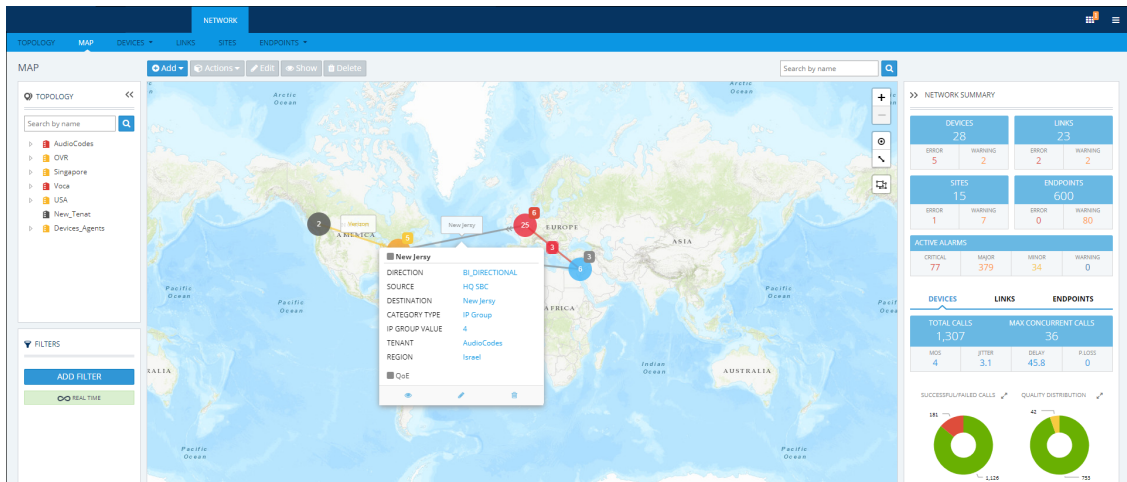 NETWORK
3
TOPOLOGY MAP DEVICES LINKS SITES ENDPOINTS
MAP
Add Actions Edit Show Delete
Search by name
TOPOLOGY
Search by name
AudioCodes
OVR
Singapore
Voca
USA
New_Tenat
Devices_Agents
FILTERS
ADD FILTER
REAL TIME
Arctic
Ocean
Arctic
Ocean
2
5
New Jersy
6
25
EUROPE
AMERICA
ASIA
3
3
6
Pacific
Ocean
Pacific
Ocean
Pacific
Ocean
AFRICA
Indian
Ocean
AUSTRALIA
RALIA
Pacific
Ocean
Pacific
Ocean
New Jersy
DIRECTION BI_DIRECTIONAL
SOURCE HQ SBC
DESTINATION New Jersy
CATEGORY TYPE IP Group
IP GROUP VALUE 4
TENANT AudioCodes
REGION Israel
QoE
NETWORK SUMMARY
DEVICES LINKS
28 23
ERROR WARNING ERROR WARNING
5 2 2 2
SITES ENDPOINTS
15 600
ERROR WARNING ERROR WARNING
1 7 0 80
ACTIVE ALARMS
CRITICAL MAJOR MINOR WARNING
77 379 34 0
DEVICES LINKS ENDPOINTS
TOTAL CALLS MAX CONCURRENT CALLS
1,307 36
MOS JITTER DELAY P.LOSS
4 3.1 45.8 0
SUCCESSFUL/FAILED CALLS QUALITY DISTRIBUTION
181 42
1,126 753